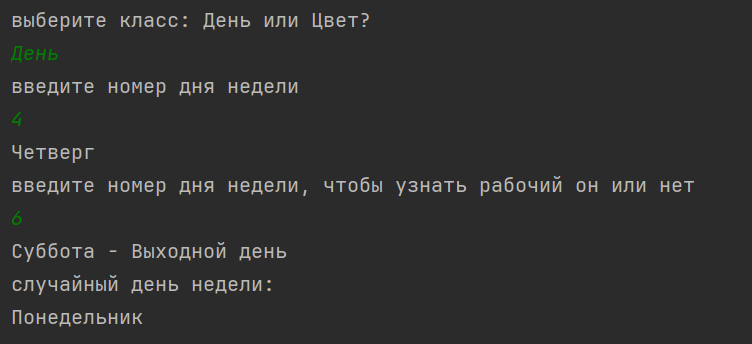 выберите класс: День или Цвет?
День
введите номер дня недели
4
Четверг
введите номер дня недели, чтобы узнать рабочий он или нет
6
Суббота - Выходной день
случайный день недели:
Понедельник